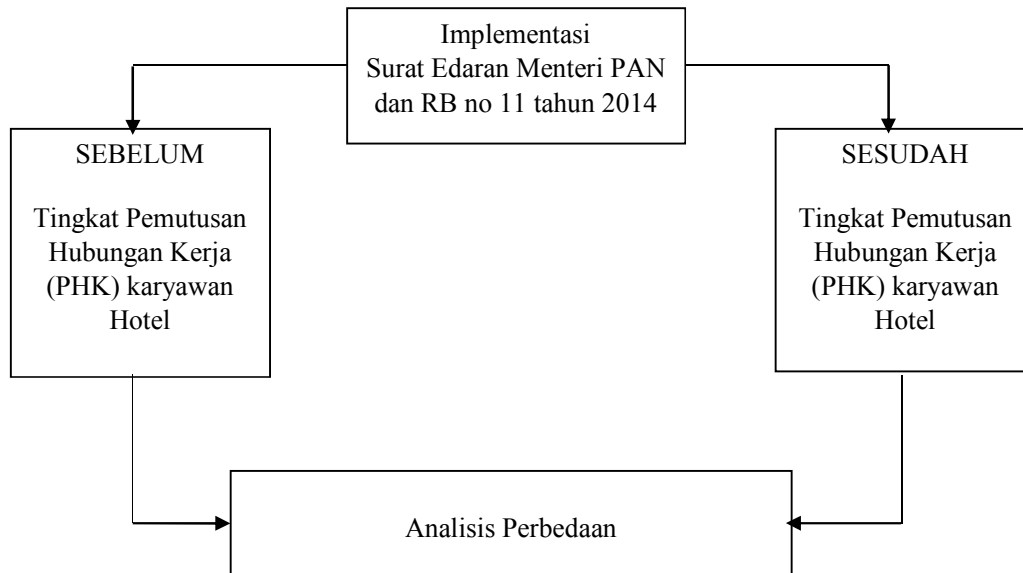 Implementasi
Surat Edaran Menteri PAN
dan RB no 11 tahun 2014
SEBELUM
Tingkat Pemutusan
Hubungan Kerja
(PHK) karyawan
Hotel
SESUDAH
Tingkat Pemutusan
Hubungan Kerja
(PHK) karyawan
Hotel
Analisis Perbedaan